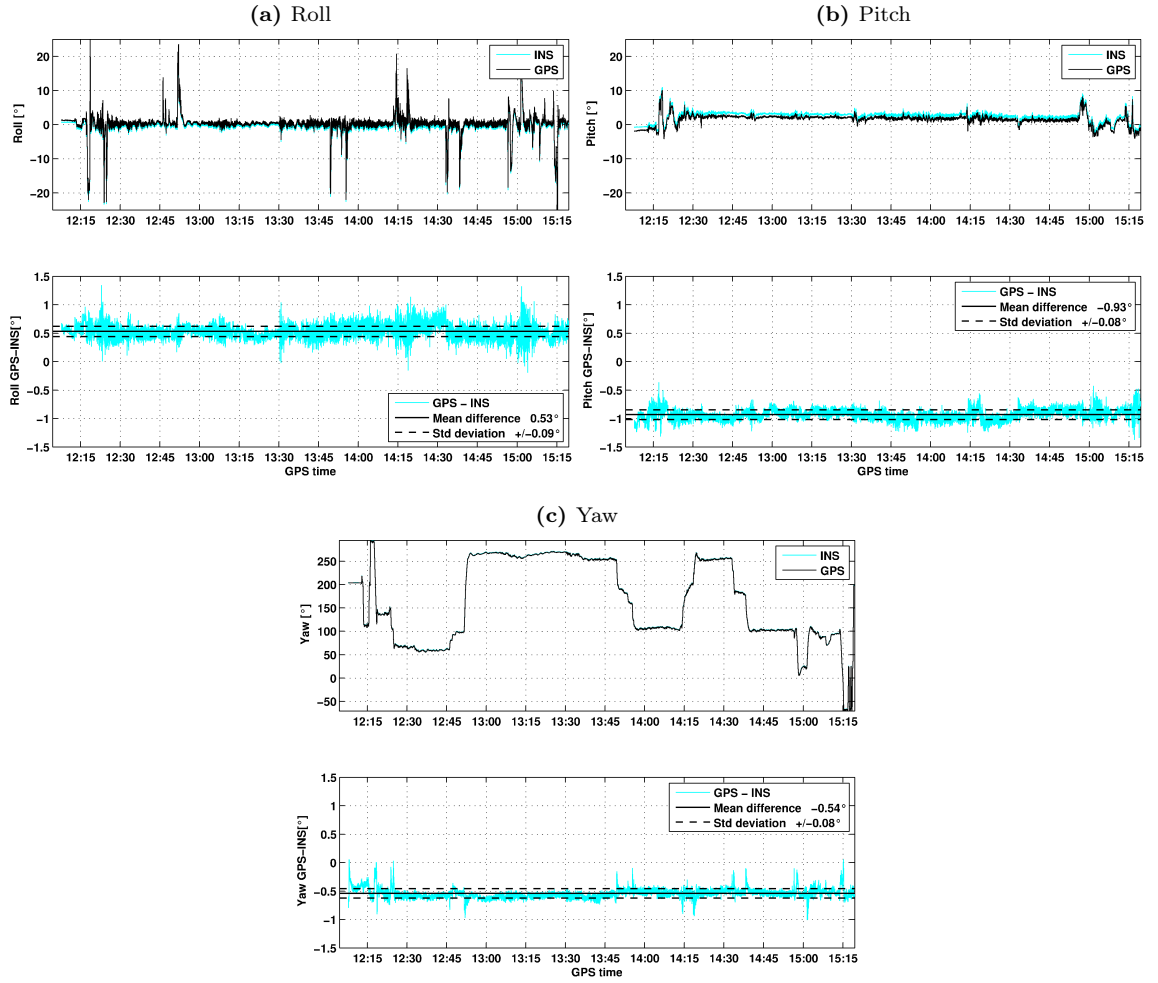 (a) Roll
(b) Pitch
20
10
0
−10
−20
Roll [°]
INS
GPS
12:15 12:30 12:45 13:00 13:15 13:30 13:45 14:00 14:15 14:30 14:45 15:00 15:15
20
10
0
−10
−20
Pitch [°]
INS
GPS
12:15 12:30 12:45 13:00 13:15 13:30 13:45 14:00 14:15 14:30 14:45 15:00 15:15
1.5
1
0.5
0
−0.5
−1
−1.5
Roll GPS−INS[°]
GPS − INS
Mean difference 0.53°
Std deviation +/−0.09°
12:15 12:30 12:45 13:00 13:15 13:30 13:45 14:00 14:15 14:30 14:45 15:00 15:15
GPS time
1.5
1
0.5
0
−0.5
−1
−1.5
Pitch GPS−INS[°]
GPS − INS
Mean difference −0.93°
Std deviation +/−0.08°
12:15 12:30 12:45 13:00 13:15 13:30 13:45 14:00 14:15 14:30 14:45 15:00 15:15
GPS time
(c) Yaw
250
200
150
100
50
0
−50
Yaw [°]
INS
GPS
12:15 12:30 12:45 13:00 13:15 13:30 13:45 14:00 14:15 14:30 14:45 15:00 15:15
1.5
1
0.5
0
−0.5
−1
−1.5
Yaw GPS−INS[°]
GPS − INS
Mean difference −0.54°
Std deviation +/−0.08°
12:15 12:30 12:45 13:00 13:15 13:30 13:45 14:00 14:15 14:30 14:45 15:00 15:15
GPS time